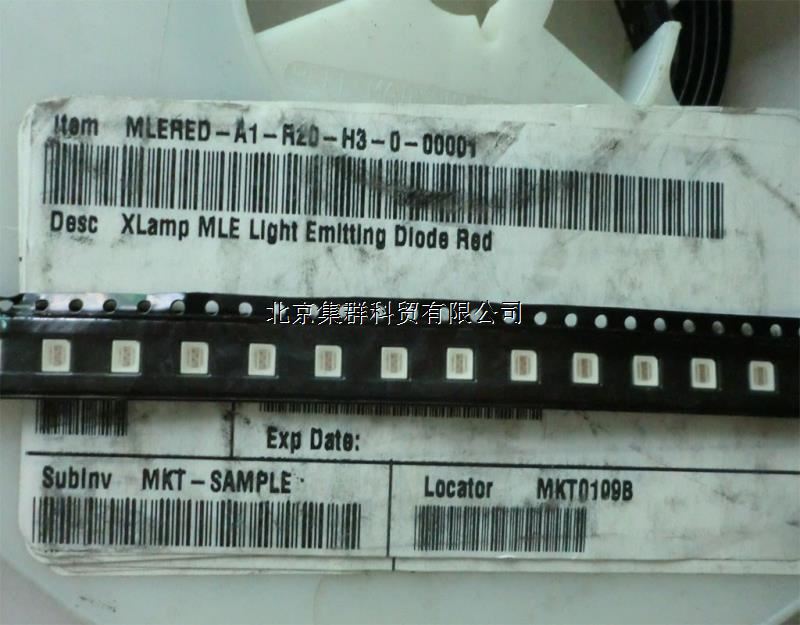 Item MLERED-A1-R20-H3-0-00001
Desc XLamp MLE Light Emitting Diode Red
北京集群科贸有限公司
Exp Date:
SubInv MKT-SAMPLE
Locator MKT0109B